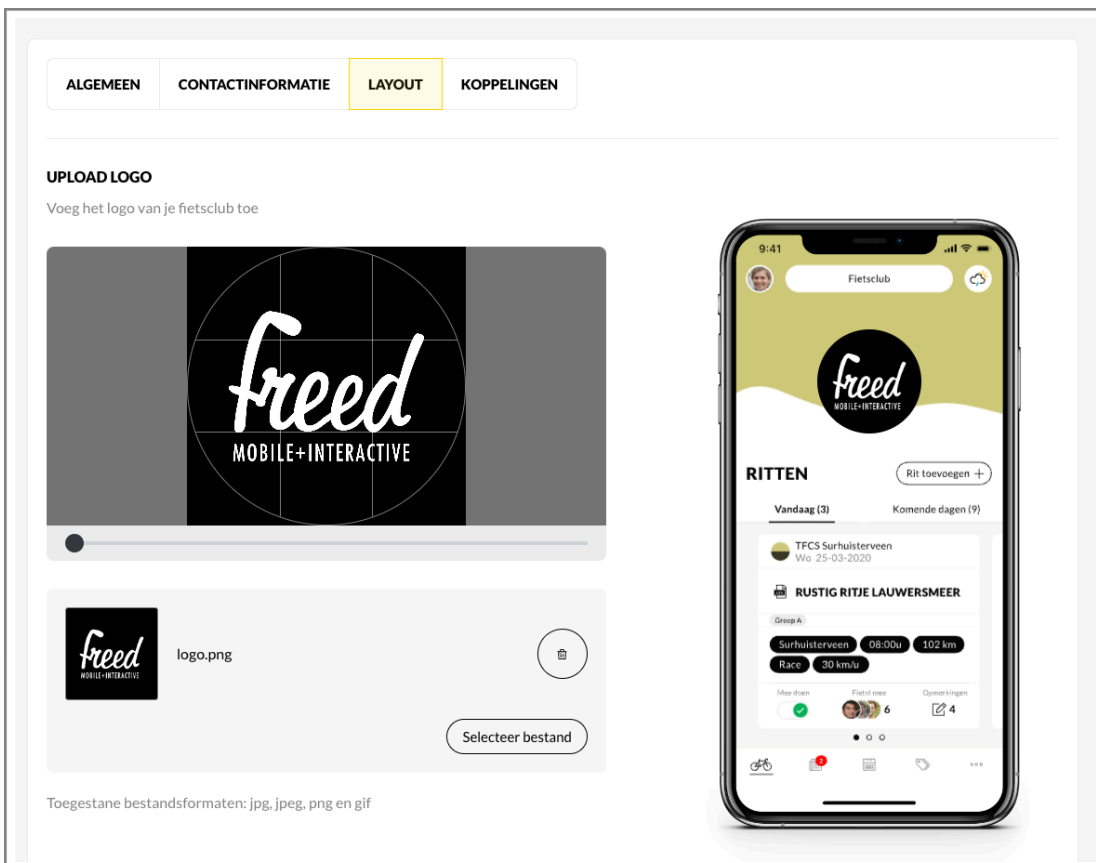 ALGEMEEN CONTACTINFORMATIE LAYOUT KOPPELINGEN
UPLOAD LOGO
Voeg het logo van je fietsclub toe
freed
MOBILE+INTERACTIVE
freed
MOBILE+INTERACTIVE
logo.png
Selecteer bestand
Toegestane bestandsformaten: jpg, jpeg, png en gif
9:41
Fietsclub
freed
MOBILE+INTERACTIVE
RITTEN
Rit toevoegen +
Vandaag (3) Komende dagen (9)
TFCS Surhuisterveen
Wo 25-03-2020
RUSTIG RITJE LAUWERSMEER
Groep A
Surhuisterveen 08:00u 102 km
Race 30 km/u
Mee doen Fietst mee Opmerkingen
6 4
2